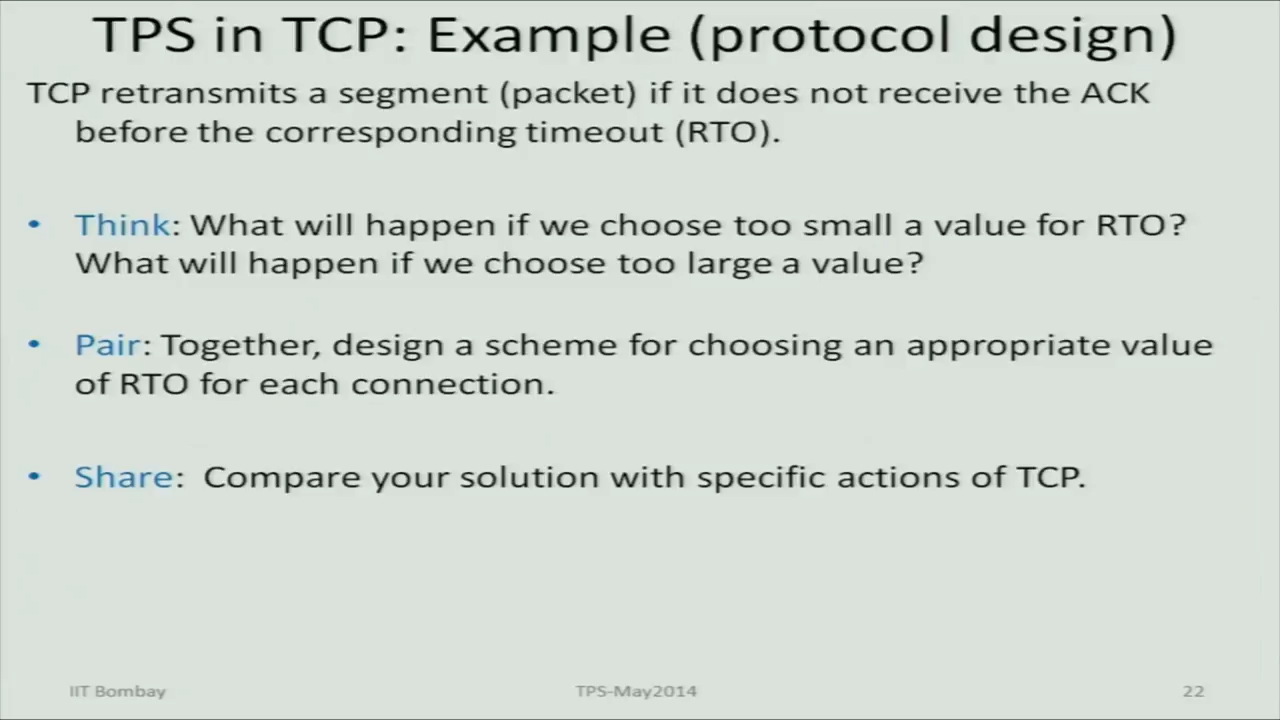 TPS in TCP: Example (protocol design)
TCP retransmits a segment (packet) if it does not receive the ACK
before the corresponding timeout (RTO).
• Think: What will happen if we choose too small a value for RTO?
What will happen if we choose too large a value?
• Pair: Together, design a scheme for choosing an appropriate value
of RTO for each connection.
• Share: Compare your solution with specific actions of TCP.
IIT Bombay
TPS-May2014
22